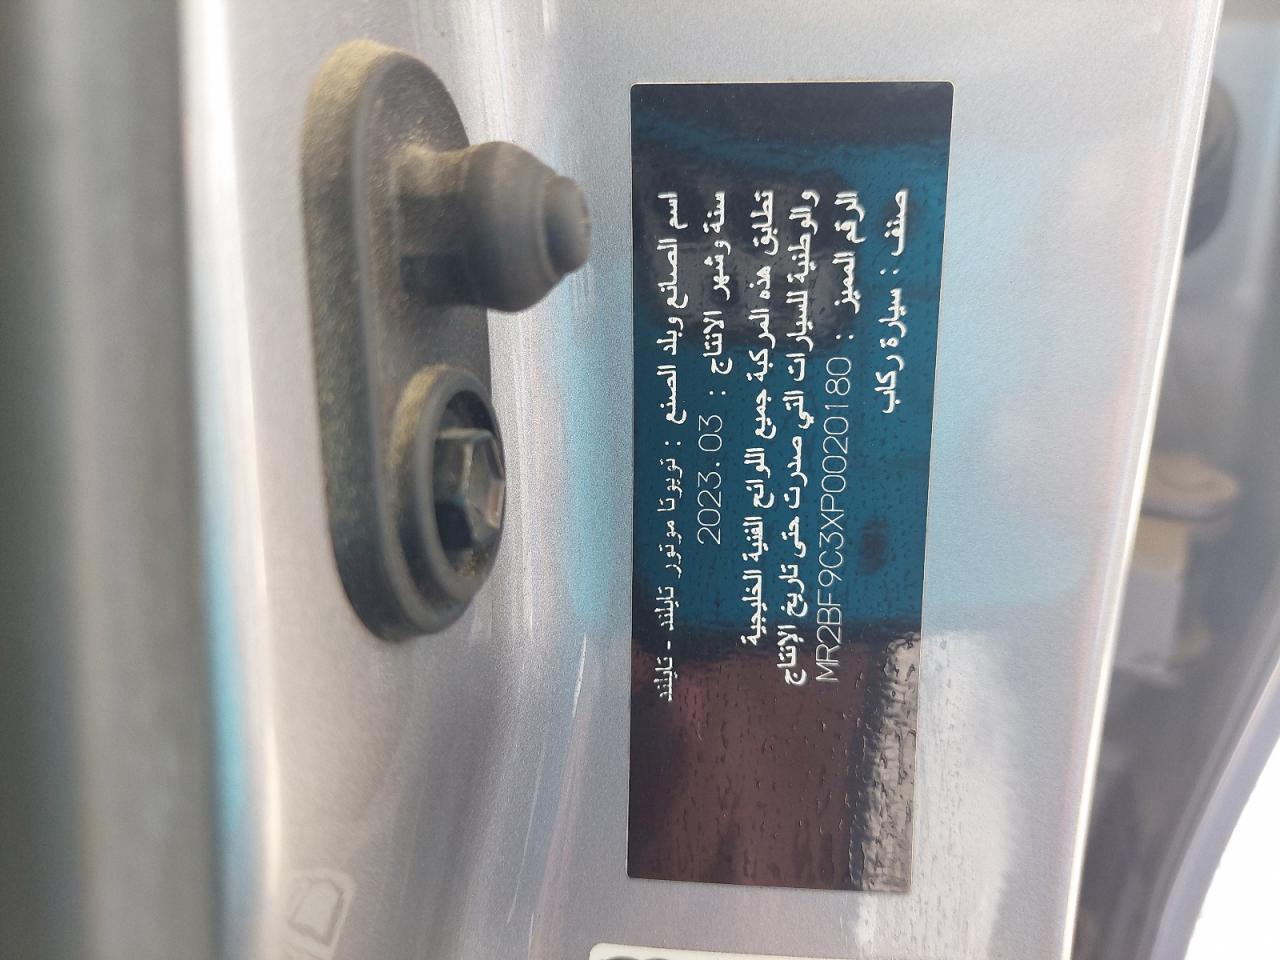 اسم الصانع وبلد الصنع : تويوتا موتور تايلند - تايلند
سنة وشهر الانتاج : 2023.03
تطابق هذه المركبة جميع اللوائح الفنية الخليجية
والوطنية للسيارات التي صدرت حتى تاريخ الإنتاج
الرقم المميز : MR2BF9C3XP0020180
صنف : سيارة ركاب